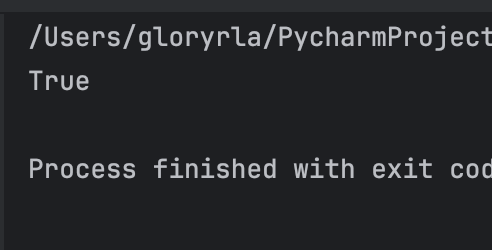 /Users/gloryrla/PycharmProject
True
Process finished with exit cod